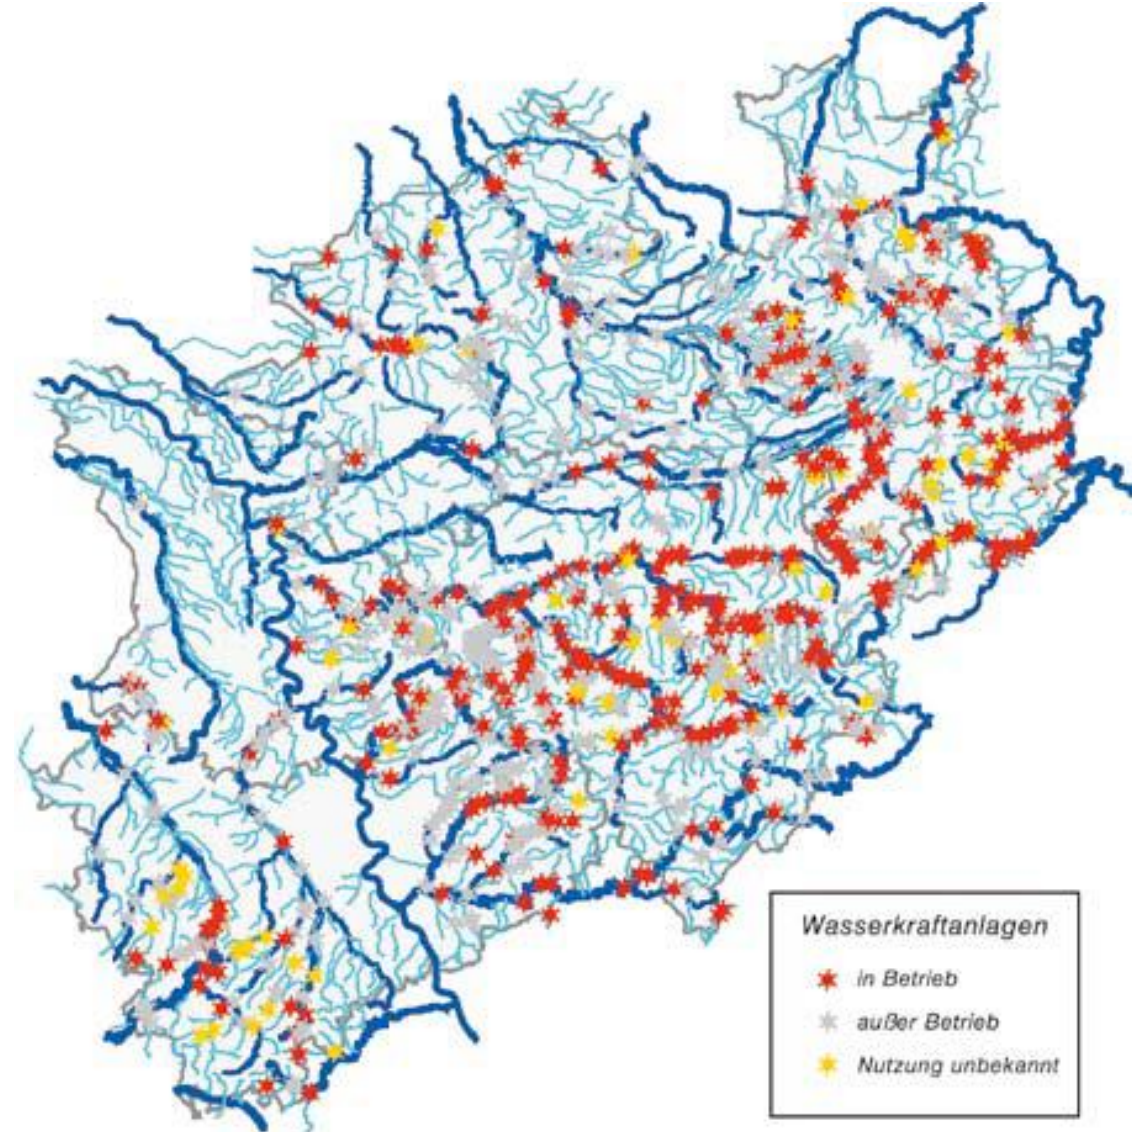 Wasserkraftanlagen
in Betrieb
außer Betrieb
Nutzung unbekannt